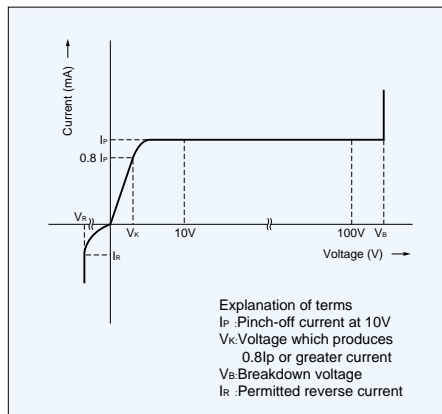 Current (mA)
IP
0.8 IP
VR
VK
10V
100V
VB
IR
Voltage (V)
Explanation of terms
IP :Pinch-off current at 10V
VK:Voltage which produces
0.8Ip or greater current
VB:Breakdown voltage
IR :Permitted reverse current